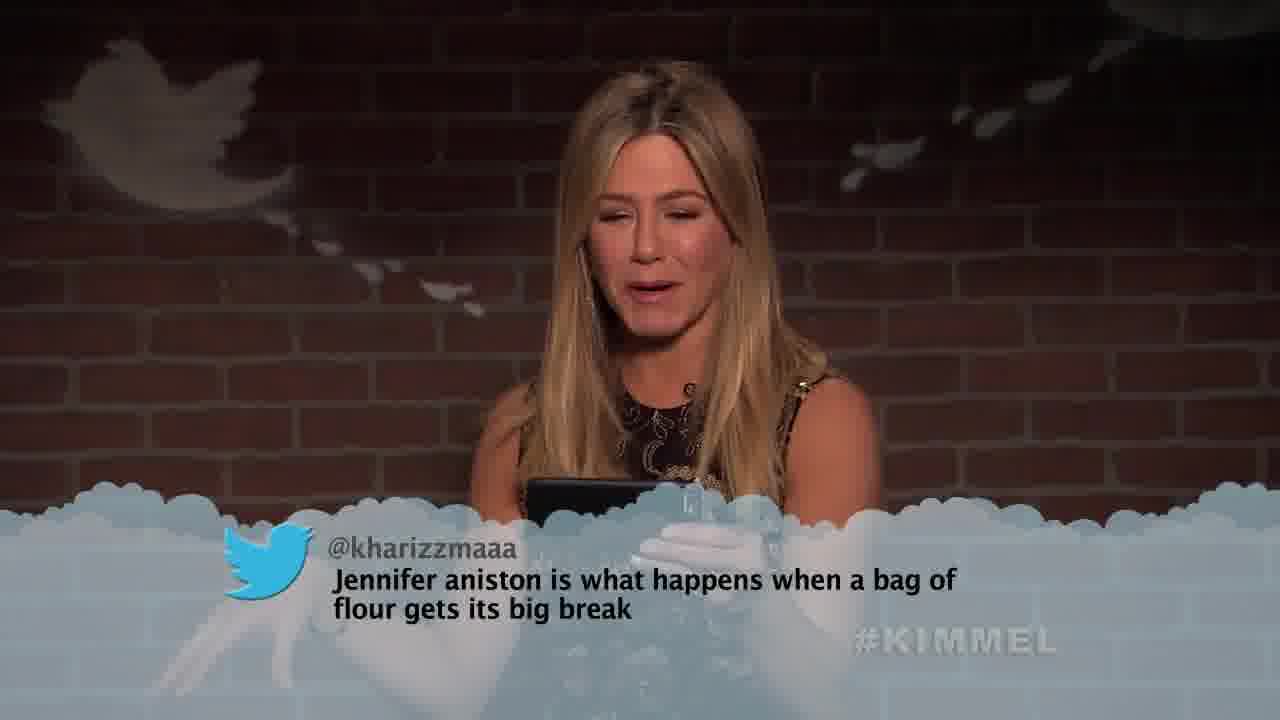 @kharizzmaaa
Jennifer aniston is what happens when a bag of
flour gets its big break
#KIMMEL